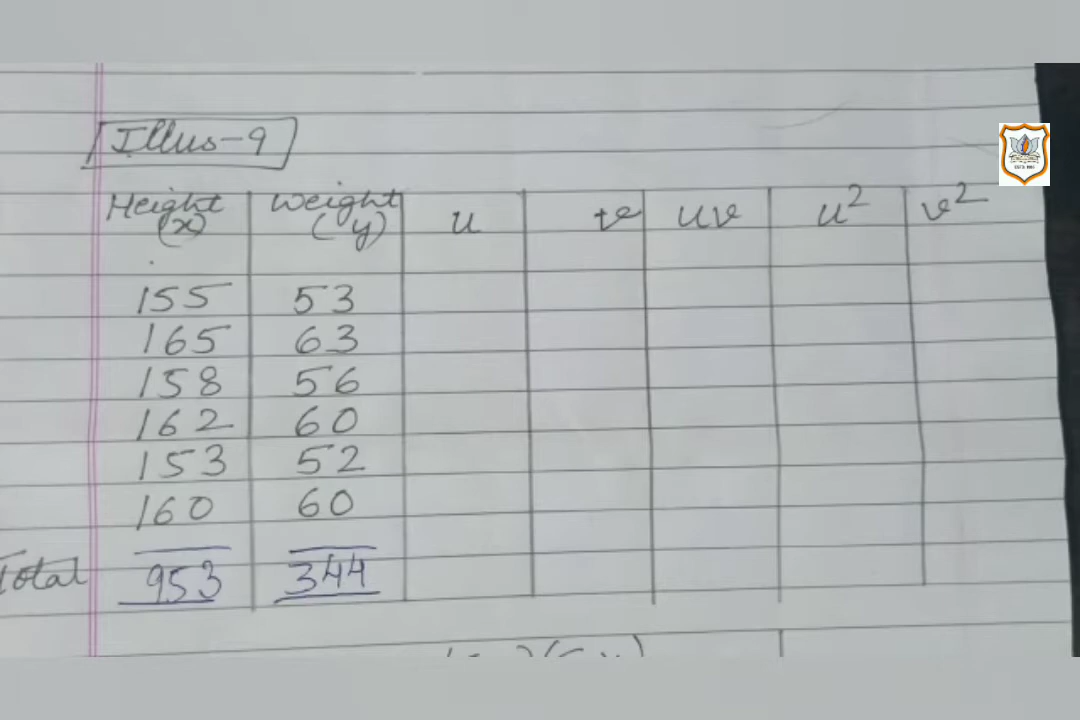 Illus-9
Height (x) Weight (y) u v uv u² v²
155 53
165 63
158 56
162 60
153 52
160 60
Total 953 344